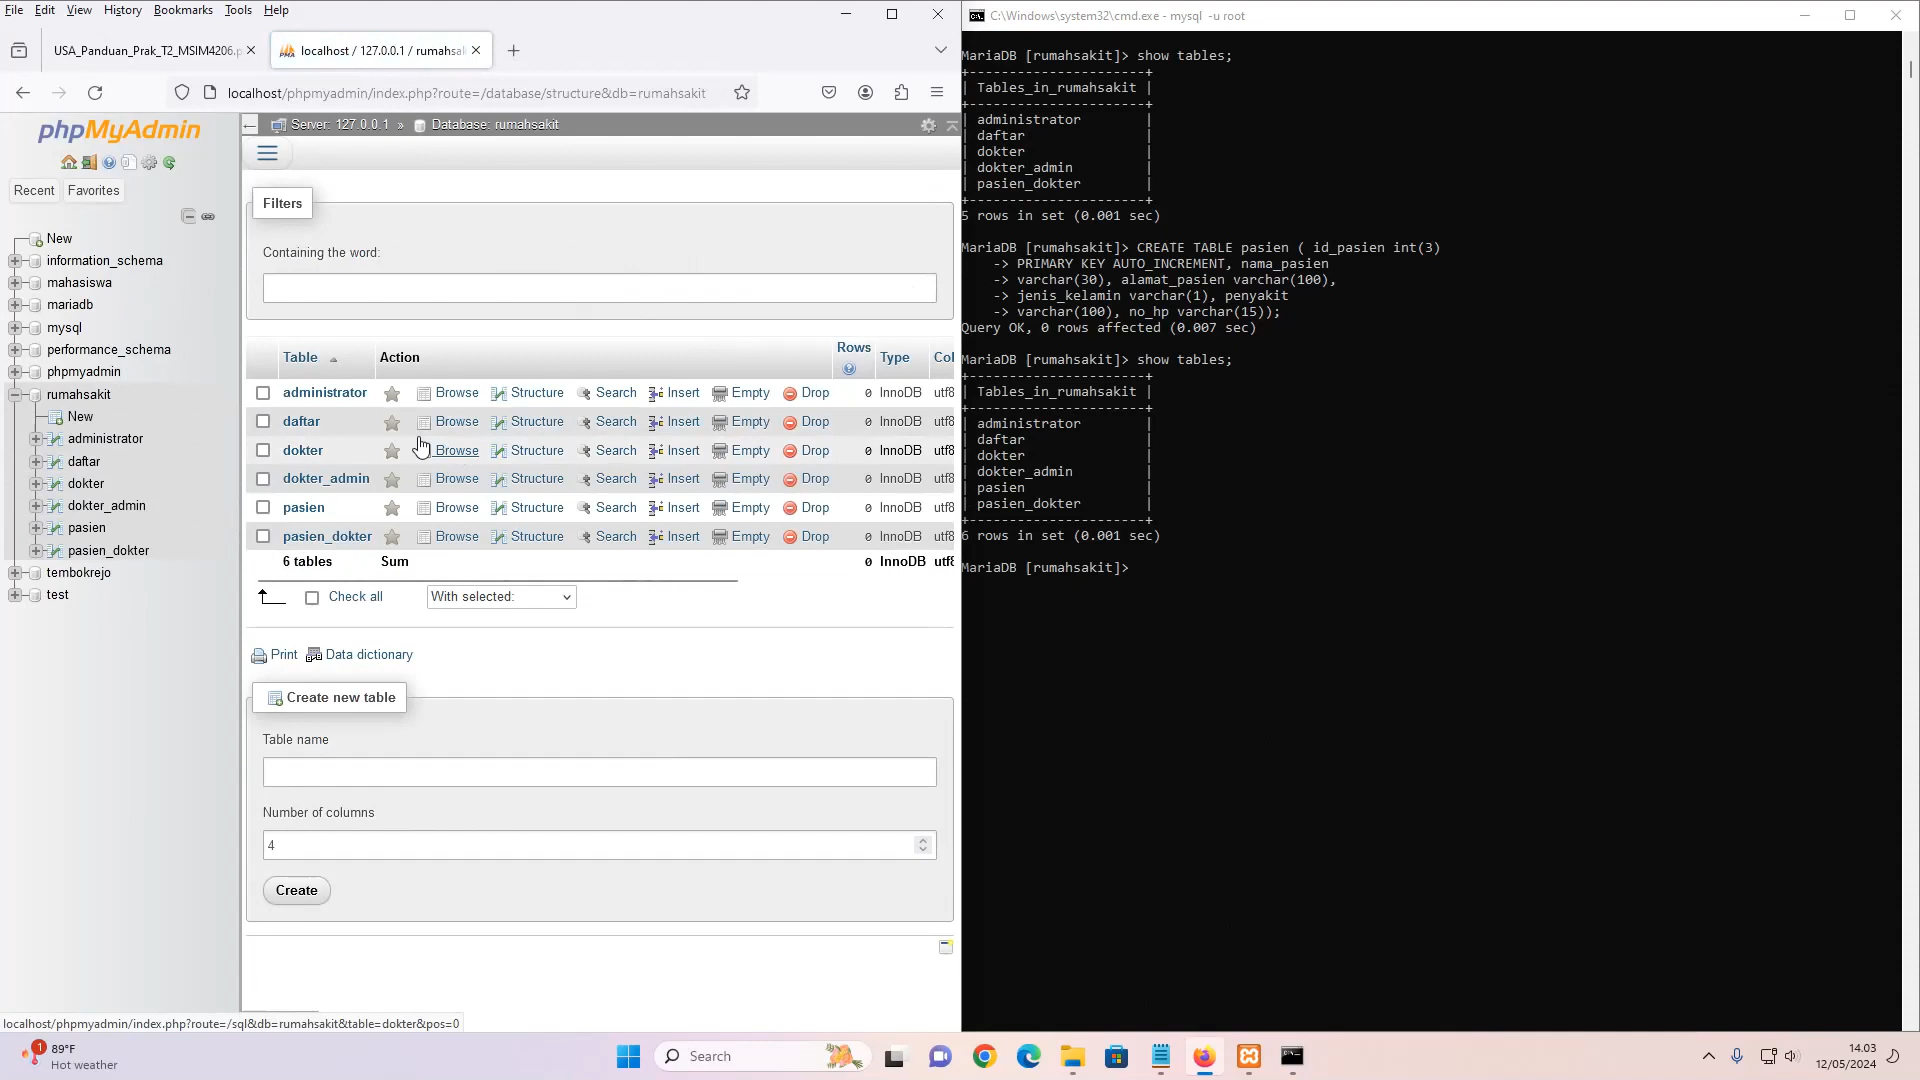 File Edit View History Bookmarks Tools Help
USA_Panduan_Prak_T2_MSIM4206.p
localhost / 127.0.0.1 / rumahsa
localhost/phpmyadmin/index.php?route=/database/structure&db=rumahsakit
phpMyAdmin
Recent Favorites
New
information_schema
mahasiswa
mariadb
mysql
performance_schema
phpmyadmin
rumahsakit
New
administrator
daftar
dokter
dokter_admin
pasien
pasien_dokter
tembokrejo
test
Server: 127.0.0.1 » Database: rumahsakit
Filters
Containing the word:
Table Action Rows Type Col
administrator Browse Structure Search Insert Empty Drop 0 InnoDB utf8
daftar Browse Structure Search Insert Empty Drop 0 InnoDB utf8
dokter Browse Structure Search Insert Empty Drop 0 InnoDB utf8
dokter_admin Browse Structure Search Insert Empty Drop 0 InnoDB utf8
pasien Browse Structure Search Insert Empty Drop 0 InnoDB utf8
pasien_dokter Browse Structure Search Insert Empty Drop 0 InnoDB utf8
6 tables Sum 0 InnoDB utf8
Check all With selected:
Print Data dictionary
Create new table
Table name
Number of columns
4
Create
localhost/phpmyadmin/index.php?route=/sql&db=rumahsakit&table=dokter&pos=0
C:\Windows\system32\cmd.exe - mysql -u root
MariaDB [rumahsakit]> show tables;
+----------------------+
| Tables_in_rumahsakit |
+----------------------+
| administrator        |
| daftar               |
| dokter               |
| dokter_admin         |
| pasien_dokter        |
+----------------------+
5 rows in set (0.001 sec)
MariaDB [rumahsakit]> CREATE TABLE pasien ( id_pasien int(3)
-> PRIMARY KEY AUTO_INCREMENT, nama_pasien
-> varchar(30), alamat_pasien varchar(100),
-> jenis_kelamin varchar(1), penyakit
-> varchar(100), no_hp varchar(15));
Query OK, 0 rows affected (0.007 sec)
MariaDB [rumahsakit]> show tables;
+----------------------+
| Tables_in_rumahsakit |
+----------------------+
| administrator        |
| daftar               |
| dokter               |
| dokter_admin         |
| pasien               |
| pasien_dokter        |
+----------------------+
6 rows in set (0.001 sec)
MariaDB [rumahsakit]>
1 89°F
Hot weather
Search
14.03
12/05/2024